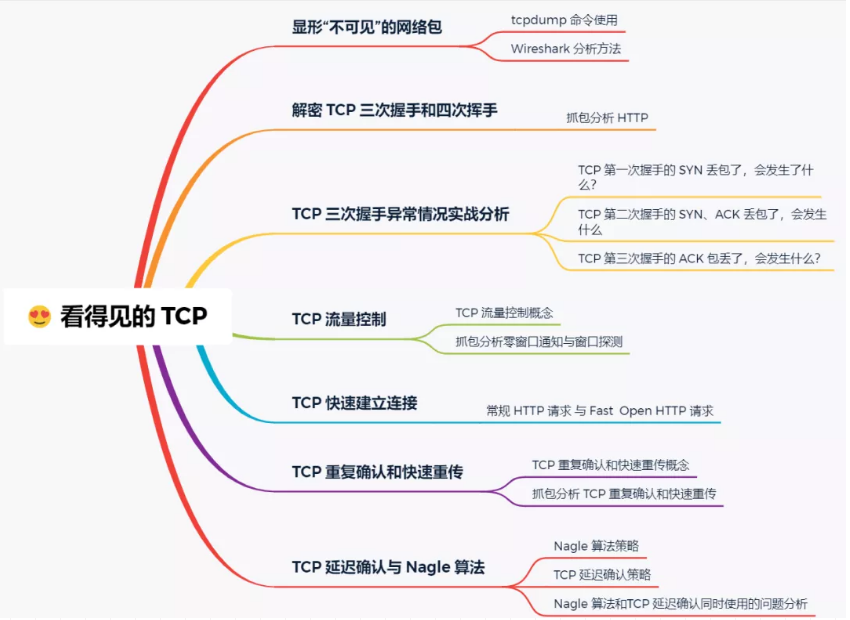 显形“不可见”的网络包
tcpdump 命令使用
Wireshark 分析方法
解密 TCP 三次握手和四次挥手
抓包分析 HTTP
TCP 三次握手异常情况实战分析
TCP 第一次握手的 SYN 丢包了，会发生了什
么？
TCP 第二次握手的 SYN、ACK 丢包了，会发生
什么
TCP 第三次握手的 ACK 包丢了，会发生什么？
看得见的 TCP
TCP 流量控制
TCP 流量控制概念
抓包分析零窗口通知与窗口探测
TCP 快速建立连接
常规 HTTP 请求 与 Fast Open HTTP 请求
TCP 重复确认和快速重传
TCP 重复确认和快速重传概念
抓包分析 TCP 重复确认和快速重传
TCP 延迟确认与 Nagle 算法
Nagle 算法策略
TCP 延迟确认策略
Nagle 算法和TCP 延迟确认同时使用的问题分析